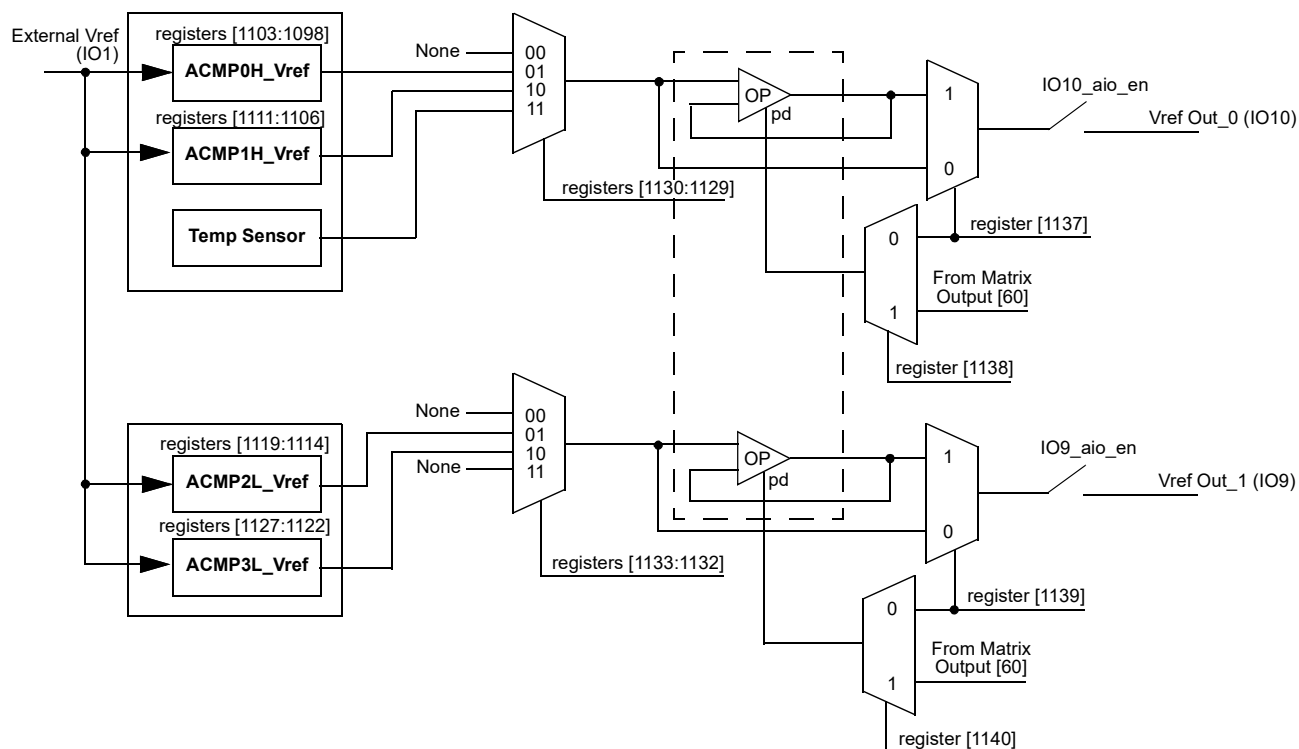 External Vref
(IO1)
registers [1103:1098]
ACMP0H_Vref
registers [1111:1106]
ACMP1H_Vref
Temp Sensor
None
00
01
10
11
registers [1130:1129]
OP
pd
1
0
IO10_aio_en
Vref Out_0 (IO10)
register [1137]
0
From Matrix
Output [60]
1
register [1138]
registers [1119:1114]
ACMP2L_Vref
registers [1127:1122]
ACMP3L_Vref
None
None
00
01
10
11
registers [1133:1132]
OP
pd
1
0
IO9_aio_en
Vref Out_1 (IO9)
register [1139]
0
From Matrix
Output [60]
1
register [1140]